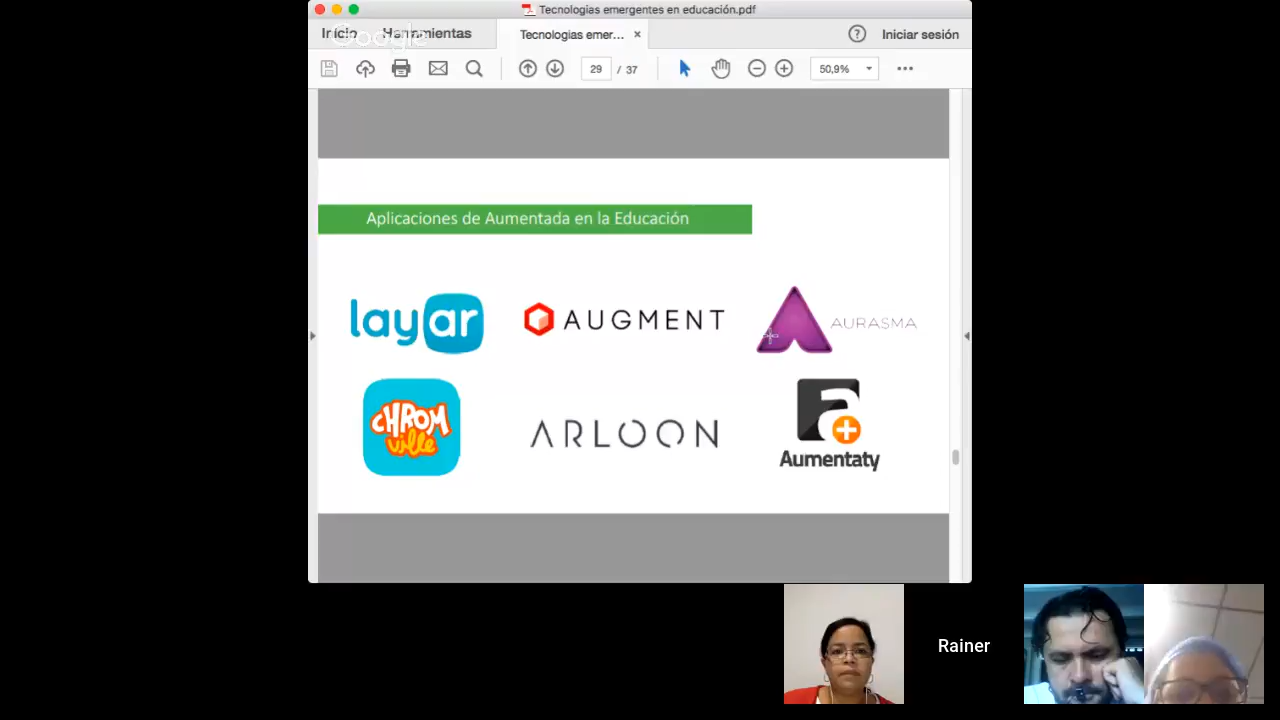 Tecnologias emergentes en educación.pdf
Inicio
Herramientas
Google
Tecnologias emer... ×
? Iniciar sesión
29 / 37
50,9%
Aplicaciones de Aumentada en la Educación
layar
AUGMENT
AURASMA
CHROM
ville
ARLOON
a+
Aumentaty
Rainer